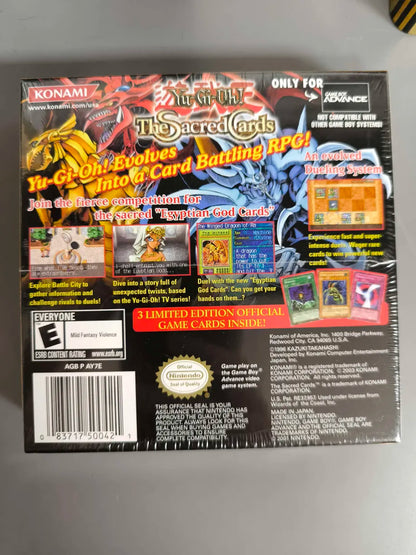 KONAMI
www.konami.com/usa
Yu-Gi-Oh!
The Sacred Cards
ONLY FOR
GAME BOY
ADVANCE
NOT COMPATIBLE WITH
OTHER GAME BOY SYSTEMS!
Yu-Gi-Oh! Evolves
Into a Card Battling RPG!
Join the fierce competition for
the sacred "Egyptian God Cards"
An evolved
Dueling System
The Winged Dragon of Ra
Explore Battle City to
gather information and
challenge rivals to duels!
Dive into a story full of
unexpected twists, based
on the Yu-Gi-Oh! TV series!
Duel with the new "Egyptian
God Cards". Can you get your
hands on them...?
Experience fast and super-
intense duels. Wager rare
cards to win powerful new
cards.
3 LIMITED EDITION OFFICIAL
GAME CARDS INSIDE!
EVERYONE
E
Mild Fantasy Violence
ESRB CONTENT RATING www.esrb.org
AGB P AY7E
0 83717 50042 1
Official
Nintendo
Seal of Quality
Game play on
the Game Boy
Advance video
game system.
THIS OFFICIAL SEAL IS YOUR
ASSURANCE THAT NINTENDO HAS
APPROVED THE QUALITY OF THIS
PRODUCT. ALWAYS LOOK FOR THIS
SEAL WHEN BUYING GAMES AND
ACCESSORIES TO ENSURE
COMPLETE COMPATIBILITY.
Konami of America, Inc. 1400 Bridge Parkway,
Redwood City, CA 94065 U.S.A.
©1996 KAZUKI TAKAHASHI
Developed by Konami Computer Entertainment
Japan, Inc.
KONAMI® is a registered trademark of KONAMI
CORPORATION. © 2003 KONAMI
CORPORATION. All rights reserved.
"The Sacred Cards" is a trademark of KONAMI
CORPORATION.
Wizards of the Coast, Inc.
MADE IN JAPAN.
LICENSED BY NINTENDO.
NINTENDO, GAME BOY, GAME BOY
ADVANCE AND THE OFFICIAL SEAL ARE
TRADEMARKS OF NINTENDO.
© 2001 NINTENDO.